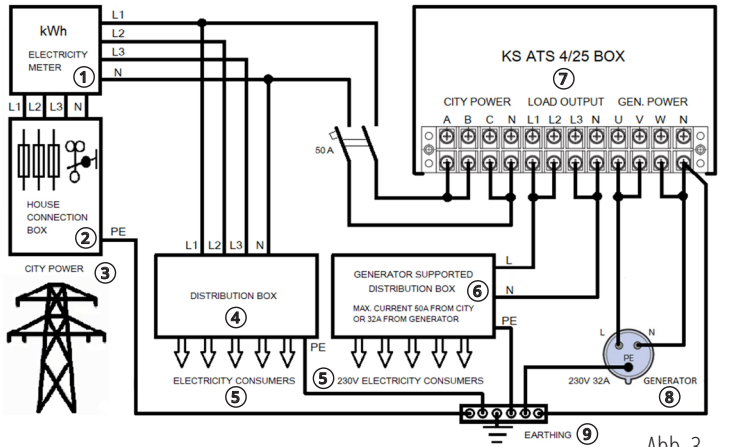 L1
L2
L3
N
kWh
ELECTRICITY
METER
1
L1 L2 L3 N
HOUSE
CONNECTION
BOX
2
PE
CITY POWER 3
50 A
KS ATS 4/25 BOX
7
CITY POWER LOAD OUTPUT GEN. POWER
A B C N L1 L2 L3 N U V W N
L1 L2 L3 N
DISTRIBUTION BOX
4
PE
ELECTRICITY CONSUMERS
5
GENERATOR SUPPORTED
DISTRIBUTION BOX
6
MAX. CURRENT 50A FROM CITY
OR 32A FROM GENERATOR
L
N
PE
5 230V ELECTRICITY CONSUMERS
L N
PE
230V 32A GENERATOR
8
EARTHING 9
Abb. 3